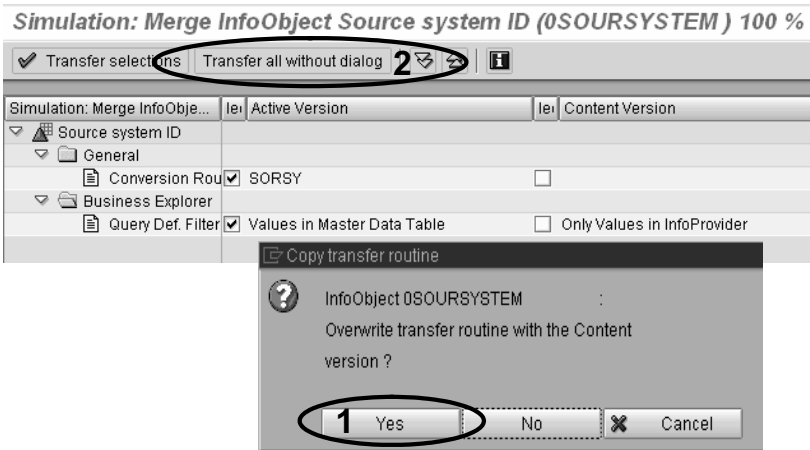 Simulation: Merge InfoObject Source system ID (0SOURSYSTEM ) 100 %
Transfer selections Transfer all without dialog 2
Simulation: Merge InfoObje... Active Version Content Version
Source system ID
General
Conversion Rou SORSY
Business Explorer
Query Def. Filter Values in Master Data Table Only Values in InfoProvider
Copy transfer routine
InfoObject 0SOURSYSTEM :
Overwrite transfer routine with the Content
version ?
1 Yes No Cancel